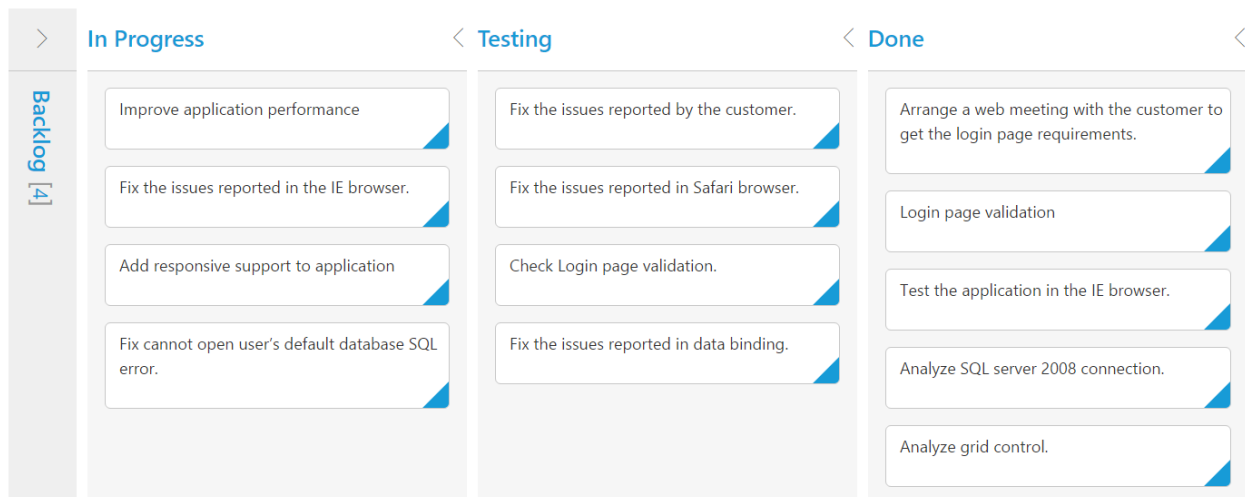 Backlog [4]
In Progress
Improve application performance
Fix the issues reported in the IE browser.
Add responsive support to application
Fix cannot open user’s default database SQL
error.
Testing
Fix the issues reported by the customer.
Fix the issues reported in Safari browser.
Check Login page validation.
Fix the issues reported in data binding.
Done
Arrange a web meeting with the customer to
get the login page requirements.
Login page validation
Test the application in the IE browser.
Analyze SQL server 2008 connection.
Analyze grid control.